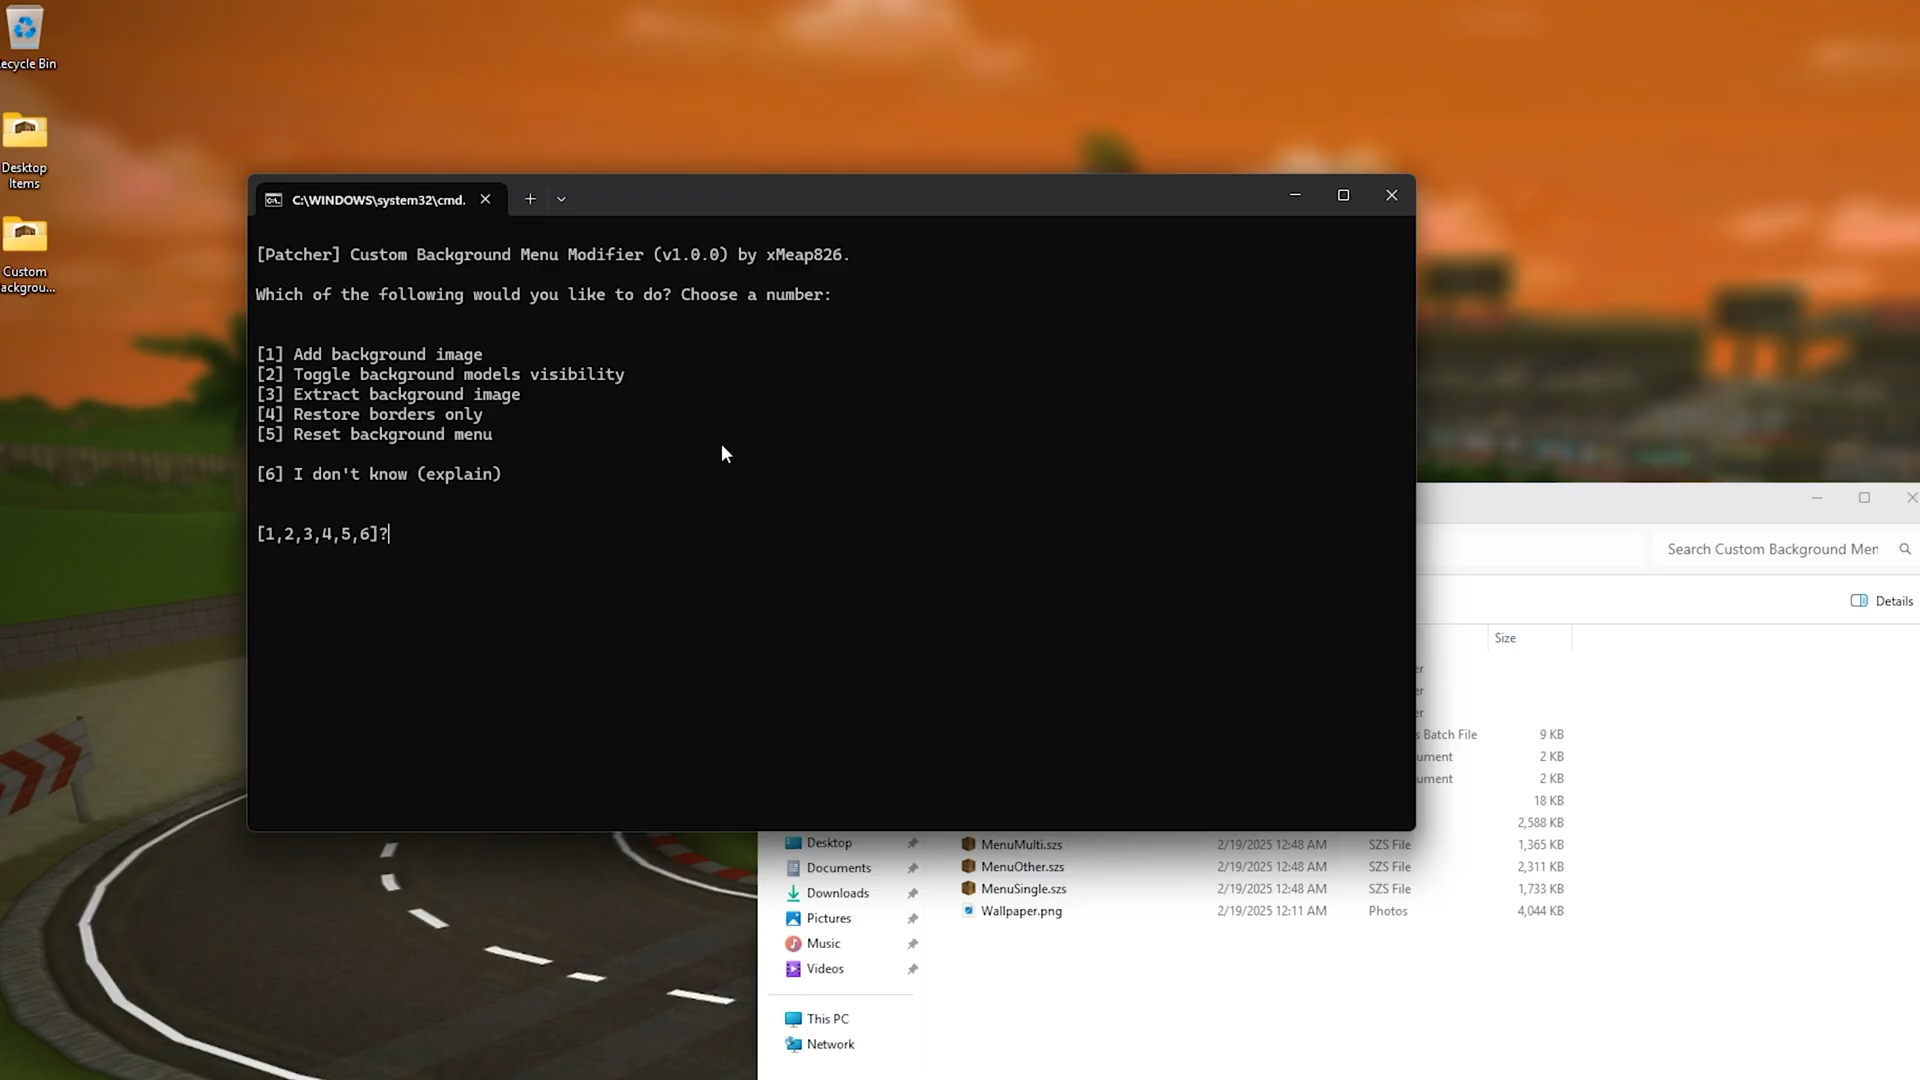 ecycle Bin
Desktop
Items
Custom
ackgrou...
C:\WINDOWS\system32\cmd.
[Patcher] Custom Background Menu Modifier (v1.0.0) by xMeap826.
Which of the following would you like to do? Choose a number:
[1] Add background image
[2] Toggle background models visibility
[3] Extract background image
[4] Restore borders only
[5] Reset background menu
[6] I don't know (explain)
[1,2,3,4,5,6]?
Search Custom Background Men
Details
Size
er
er
er
s Batch File 9 KB
ument 2 KB
ument 2 KB
18 KB
2,588 KB
Desktop
Documents
Downloads
Pictures
Music
Videos
This PC
Network
MenuMulti.szs 2/19/2025 12:48 AM SZS File 1,365 KB
MenuOther.szs 2/19/2025 12:48 AM SZS File 2,311 KB
MenuSingle.szs 2/19/2025 12:48 AM SZS File 1,733 KB
Wallpaper.png 2/19/2025 12:11 AM Photos 4,044 KB